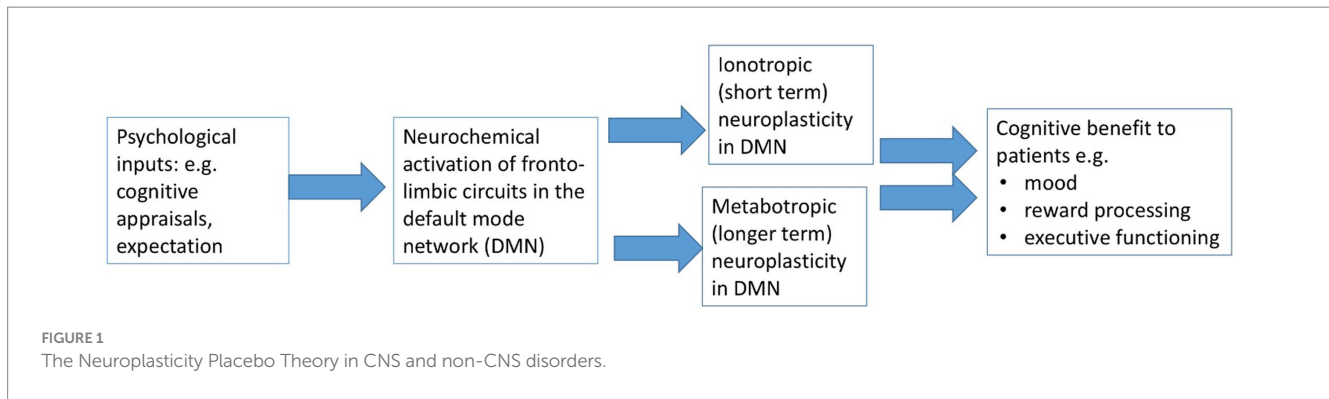 Psychological
inputs: e.g.
cognitive
appraisals,
expectation
Neurochemical
activation of fronto-
limbic circuits in the
default mode
network (DMN)
Ionotropic
(short term)
neuroplasticity
in DMN
Metabotropic
(longer term)
neuroplasticity
in DMN
Cognitive benefit to
patients e.g.
• mood
• reward processing
• executive functioning
FIGURE 1
The Neuroplasticity Placebo Theory in CNS and non-CNS disorders.